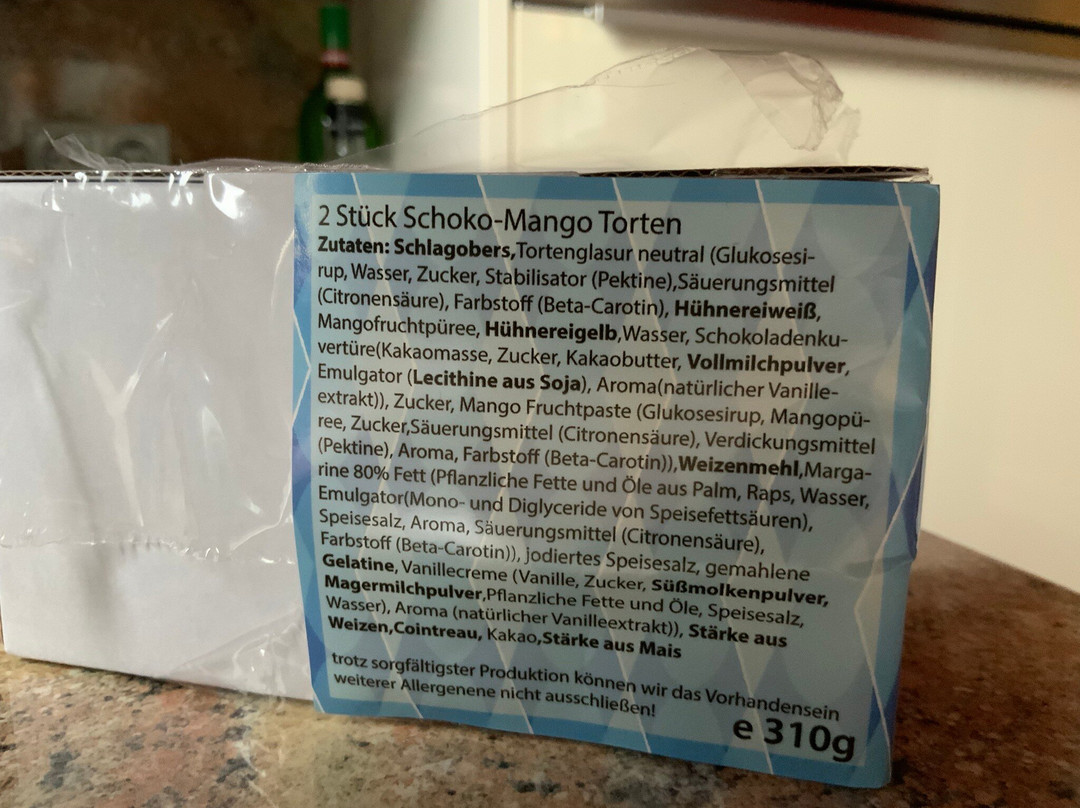 2 Stück Schoko-Mango Torten
Zutaten: Schlagobers,Tortenglasur neutral (Glukosesi-
rup, Wasser, Zucker, Stabilisator (Pektine),Säuerungsmittel
(Citronensäure), Farbstoff (Beta-Carotin), Hühnereiweiß,
Mangofruchtpüree, Hühnereigelb,Wasser, Schokoladenku-
vertüre(Kakaomasse, Zucker, Kakaobutter, Vollmilchpulver,
Emulgator (Lecithine aus Soja), Aroma(natürlicher Vanille-
extrakt)), Zucker, Mango Fruchtpaste (Glukosesirup, Mangopü-
ree, Zucker,Säuerungsmittel (Citronensäure), Verdickungsmittel
(Pektine), Aroma, Farbstoff (Beta-Carotin)),Weizenmehl,Marga-
rine 80% Fett (Pflanzliche Fette und Öle aus Palm, Raps, Wasser,
Emulgator(Mono- und Diglyceride von Speisefettsäuren),
Speisesalz, Aroma, Säuerungsmittel (Citronensäure),
Farbstoff (Beta-Carotin)), jodiertes Speisesalz, gemahlene
Gelatine, Vanillecreme (Vanille, Zucker, Süßmolkenpulver,
Magermilchpulver,Pflanzliche Fette und Öle, Speisesalz,
Wasser), Aroma (natürlicher Vanilleextrakt)), Stärke aus
Weizen,Cointreau, Kakao,Stärke aus Mais
trotz sorgfältigster Produktion können wir das Vorhandensein
weiterer Allergenene nicht ausschließen!
e 310g